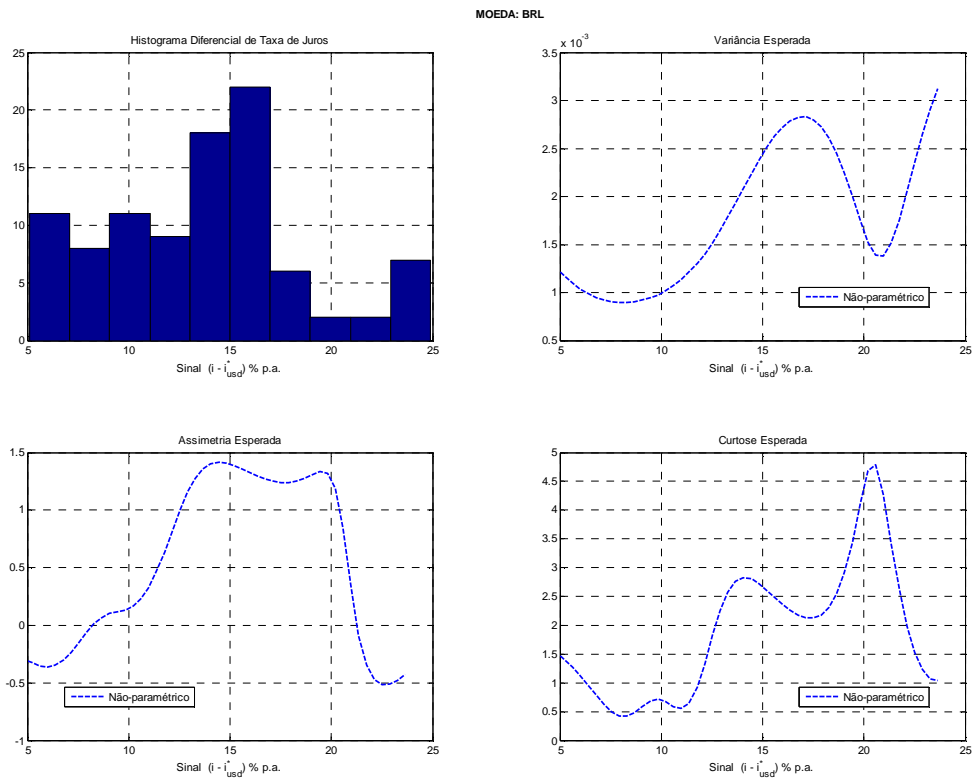 MOEDA: BRL
Histograma Diferencial de Taxa de Juros
25
20
15
10
5
0
5 10 15 20 25
Sinal (i - i*usd) % p.a.
Variância Esperada
x 10^-3
3.5
3
2.5
2
1.5
1
0.5
5 10 15 20 25
Não-paramétrico
Sinal (i - i*usd) % p.a.
Assimetria Esperada
1.5
1
0.5
0
-0.5
-1
5 10 15 20 25
Não-paramétrico
Sinal (i - i*usd) % p.a.
Curtose Esperada
5
4.5
4
3.5
3
2.5
2
1.5
1
0.5
0
5 10 15 20 25
Não-paramétrico
Sinal (i - i*usd) % p.a.